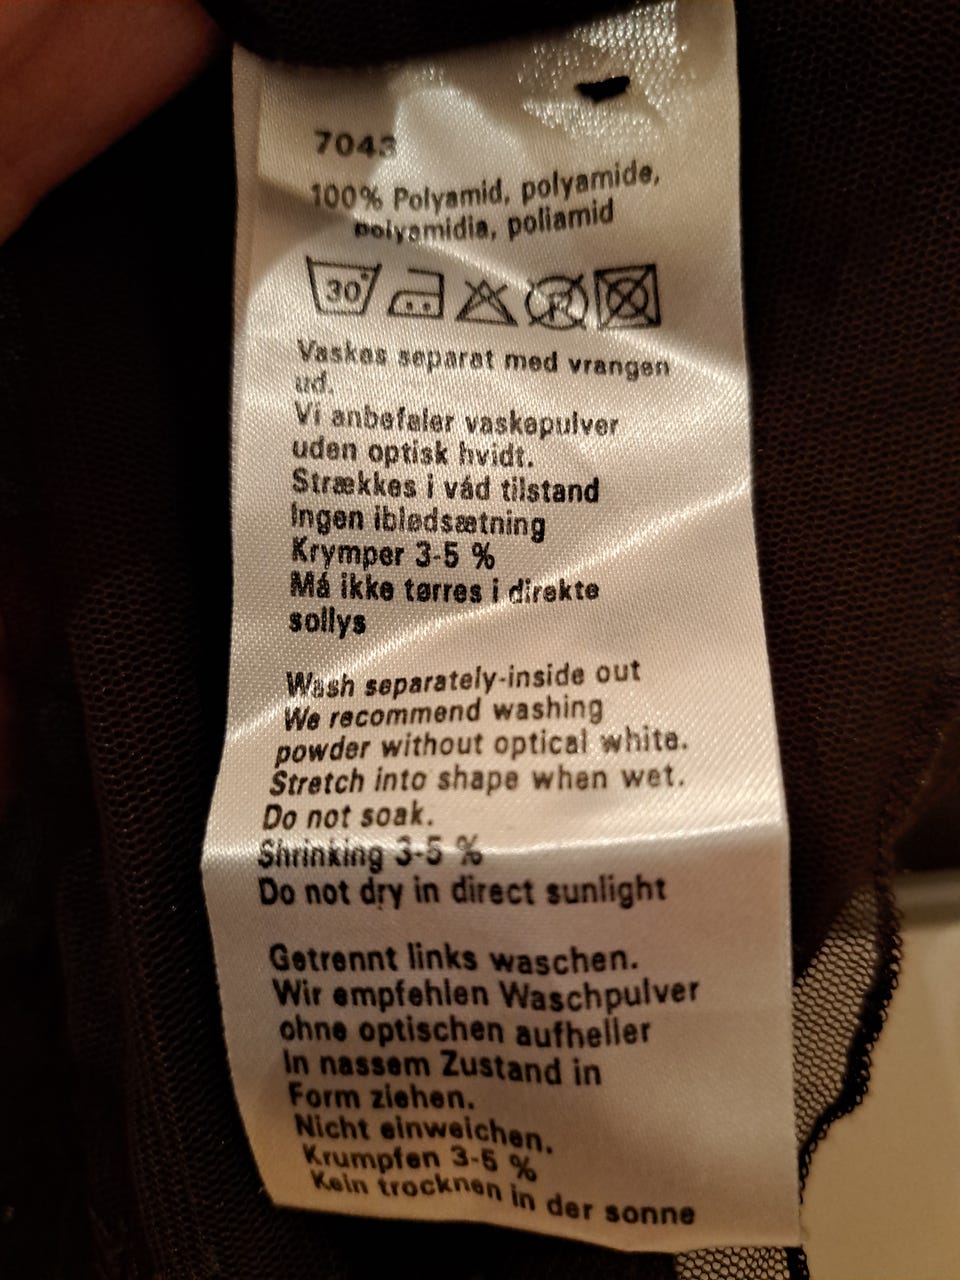 7043
100% Polyamid, polyamide,
polyamidia, poliamid
30°
Vaskes separat med vrangen
ud.
Vi anbefaler vaskepulver
uden optisk hvidt.
Strækkes i våd tilstand
Ingen iblødsætning
Krymper 3-5 %
Må ikke tørres i direkte
sollys
Wash separately-inside out
We recommend washing
powder without optical white.
Stretch into shape when wet.
Do not soak.
Shrinking 3-5 %
Do not dry in direct sunlight
Getrennt links waschen.
Wir empfehlen Waschpulver
ohne optischen aufheller
In nassem Zustand in
Form ziehen.
Nicht einweichen.
Krumpfen 3-5 %
Kein trocknen in der sonne